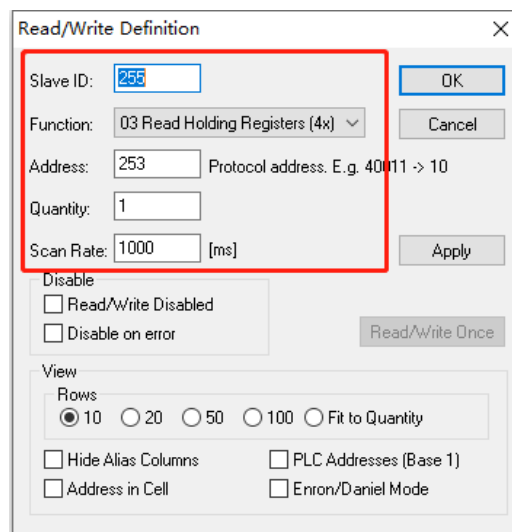 Read/Write Definition
Slave ID: 255 OK
Function: 03 Read Holding Registers (4x) Cancel
Address: 253 Protocol address. E.g. 40011 -> 10
Quantity: 1
Scan Rate: 1000 [ms] Apply
Disable
Read/Write Disabled
Disable on error Read/Write Once
View
Rows
10 20 50 100 Fit to Quantity
Hide Alias Columns PLC Addresses (Base 1)
Address in Cell Enron/Daniel Mode